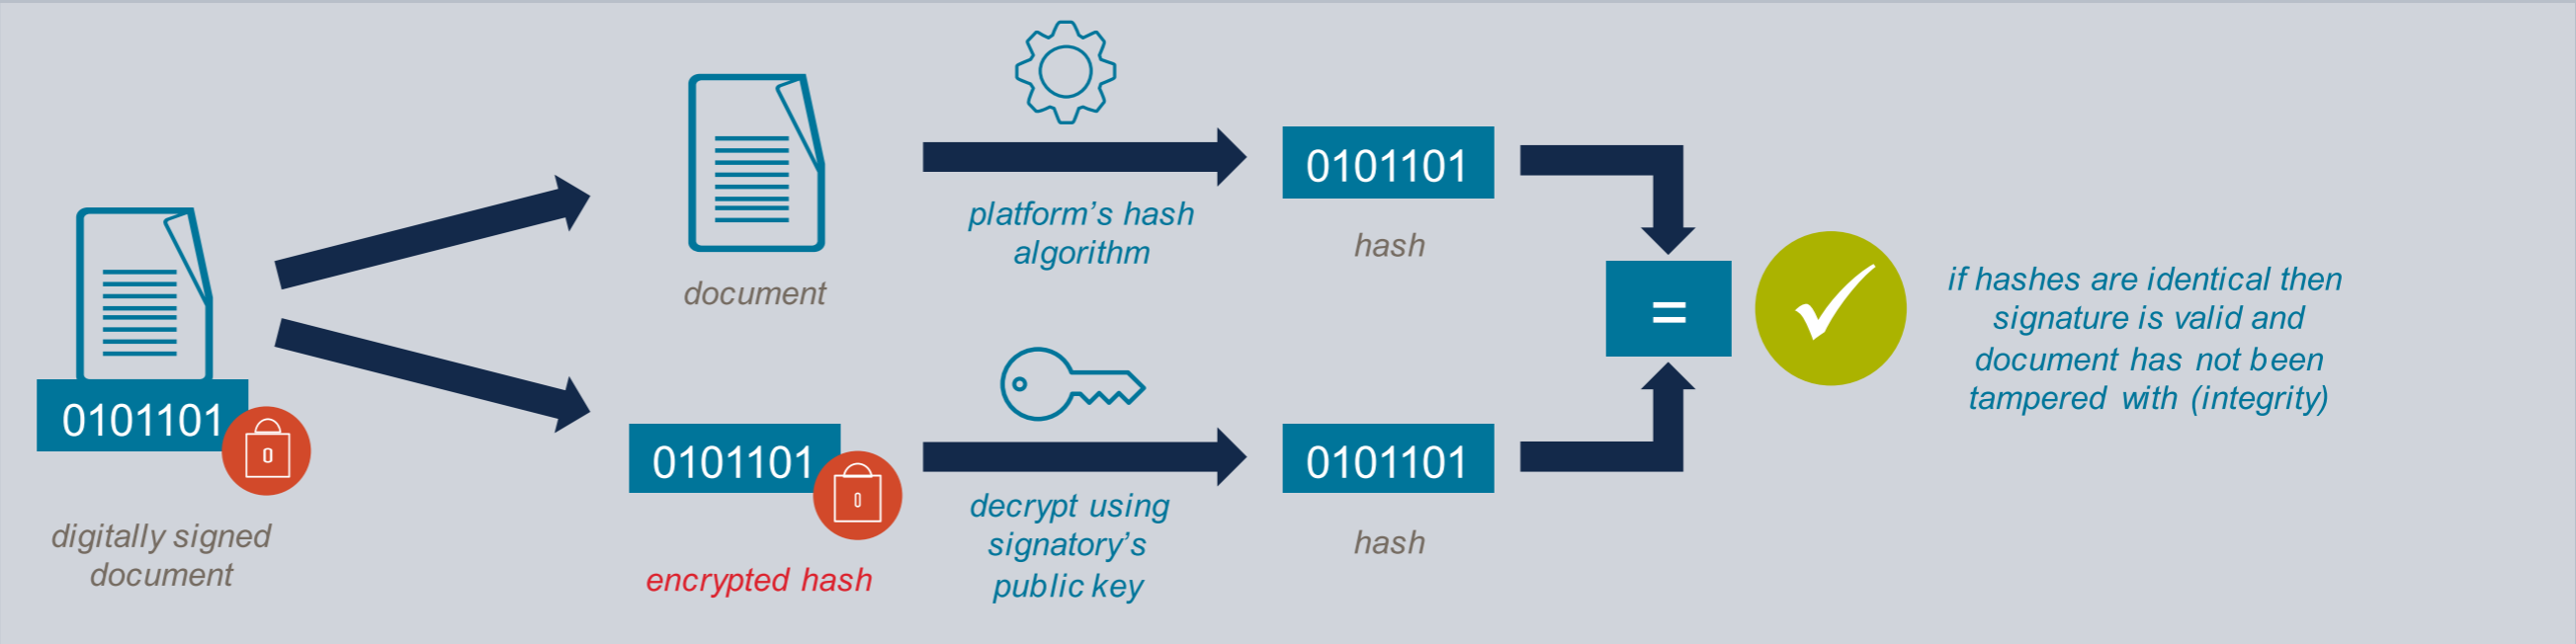 0101101
digitally signed
document
document
0101101
encrypted hash
platform's hash
algorithm
decrypt using
signatory's
public key
0101101
hash
0101101
hash
=
if hashes are identical then
signature is valid and
document has not been
tampered with (integrity)